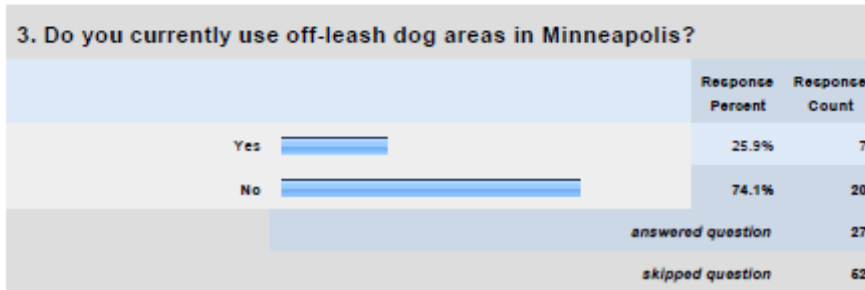 3. Do you currently use off-leash dog areas in Minneapolis?
Response Percent Response Count
Yes 25.9% 7
No 74.1% 20
answered question 27
skipped question